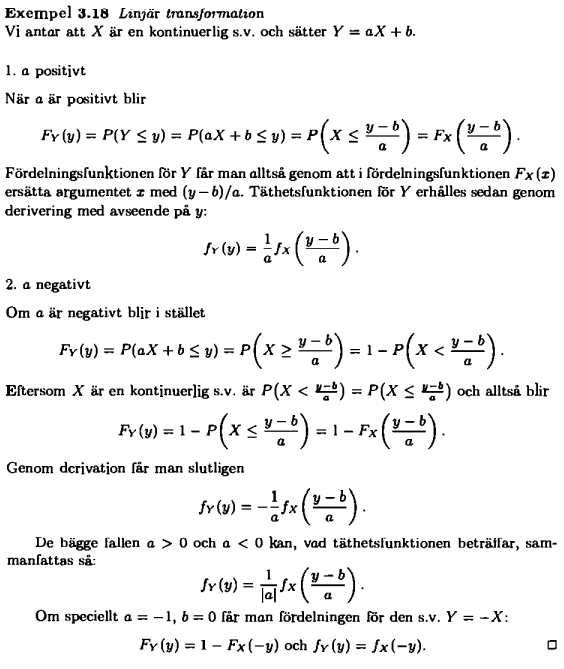 Exempel 3.18 Linjär transformation
Vi antar att X är en kontinuerlig s.v. och sätter Y = aX + b.
1. a positivt
När a är positivt blir
F_Y(y) = P(Y ≤ y) = P(aX + b ≤ y) = P(X ≤ (y − b)/a) = F_X((y − b)/a).
Fördelningsfunktionen för Y får man alltså genom att i fördelningsfunktionen F_X(x)
ersätta argumentet x med (y − b)/a. Täthetsfunktionen för Y erhålles sedan genom
derivering med avseende på y:
f_Y(y) = 1/a f_X((y − b)/a).
2. a negativt
Om a är negativt blir i stället
F_Y(y) = P(aX + b ≤ y) = P(X ≥ (y − b)/a) = 1 − P(X < (y − b)/a).
Eftersom X är en kontinuerlig s.v. är P(X < (y−b)/a) = P(X ≤ (y−b)/a) och alltså blir
F_Y(y) = 1 − P(X ≤ (y − b)/a) = 1 − F_X((y − b)/a).
Genom derivation får man slutligen
f_Y(y) = −1/a f_X((y − b)/a).
De bägge fallen a > 0 och a < 0 kan, vad täthetsfunktionen beträffar, sam-
manfattas så:
f_Y(y) = 1/|a| f_X((y − b)/a).
Om speciellt a = −1, b = 0 får man fördelningen för den s.v. Y = −X:
F_Y(y) = 1 − F_X(−y) och f_Y(y) = f_X(−y). □